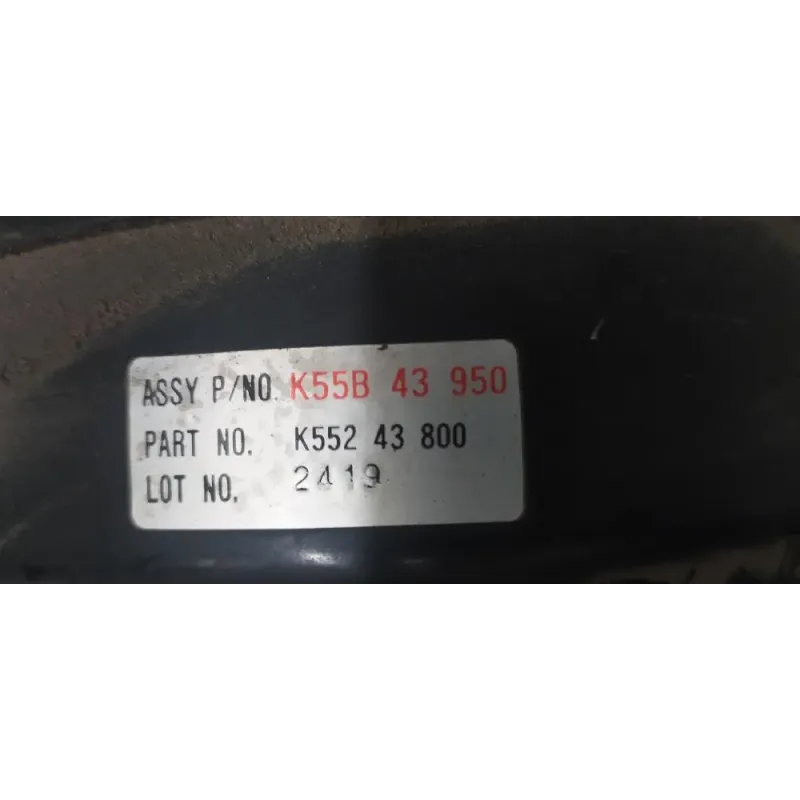 ASSY P/NO. K55B 43 950
PART NO. K552 43 800
LOT NO. 2419